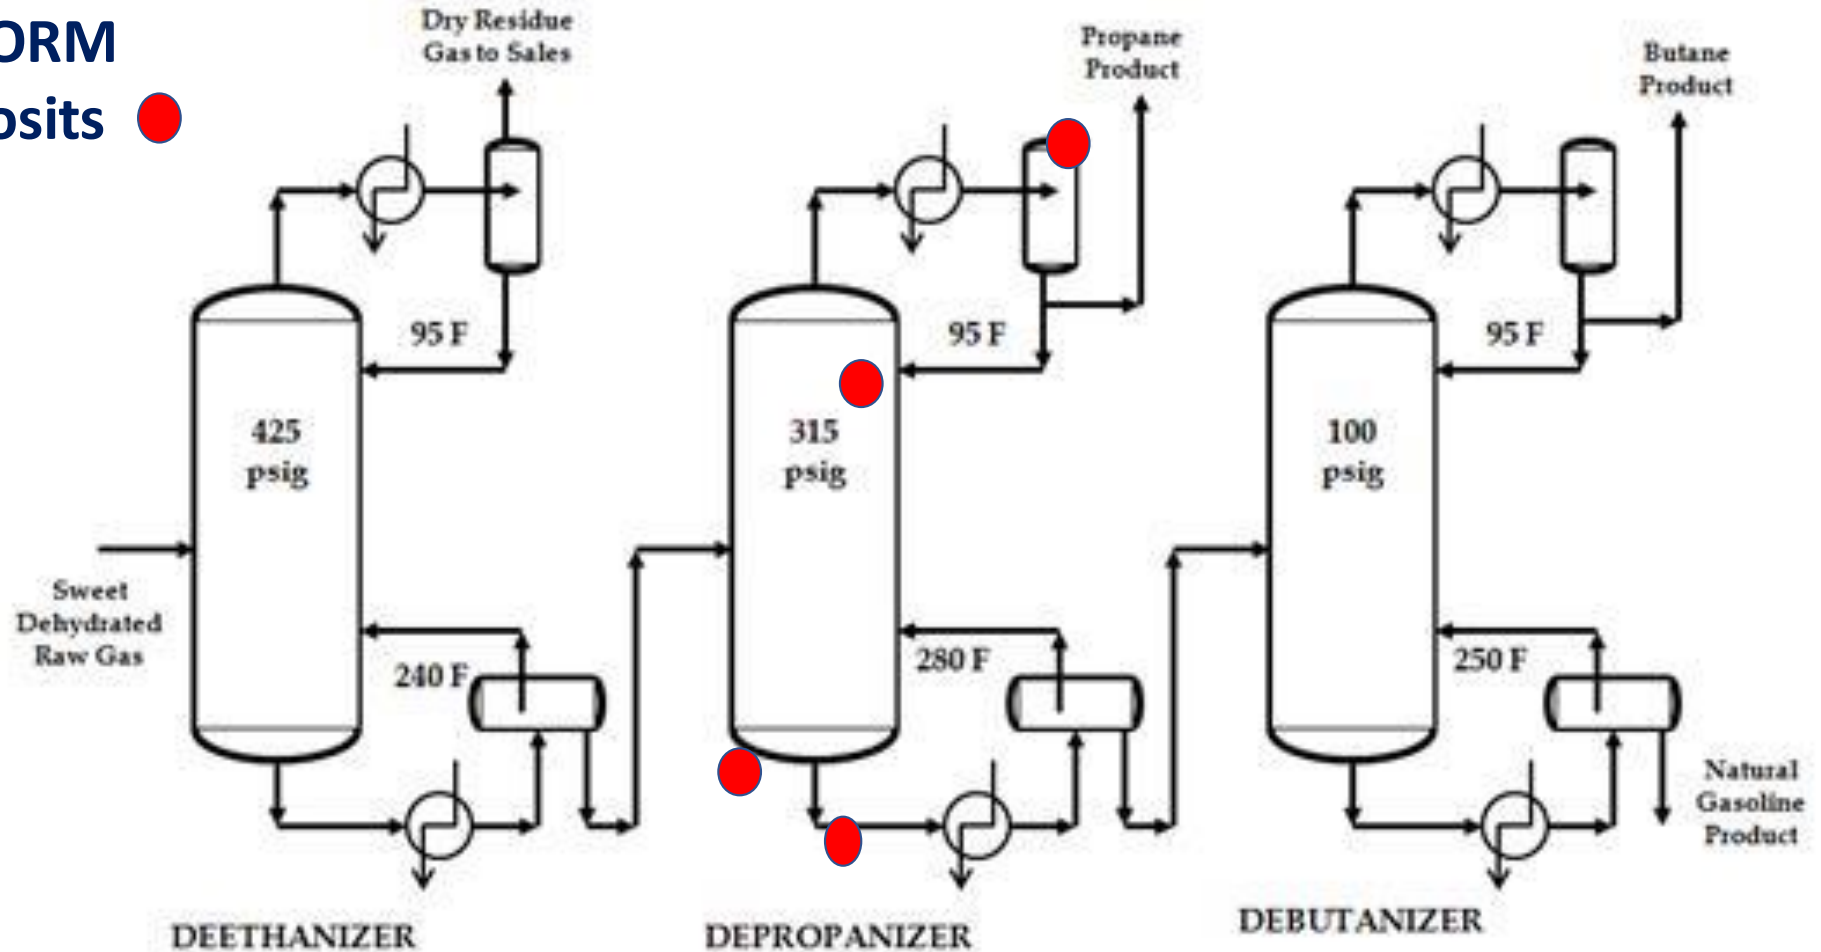 ORM
osits
Dry Residue
Gas to Sales
Propane
Product
Butane
Product
95 F
95 F
95 F
425
psig
315
psig
100
psig
Sweet
Dehydrated
Raw Gas
240 F
280 F
250 F
Natural
Gasoline
Product
DEETHANIZER
DEPROPANIZER
DEBUTANIZER